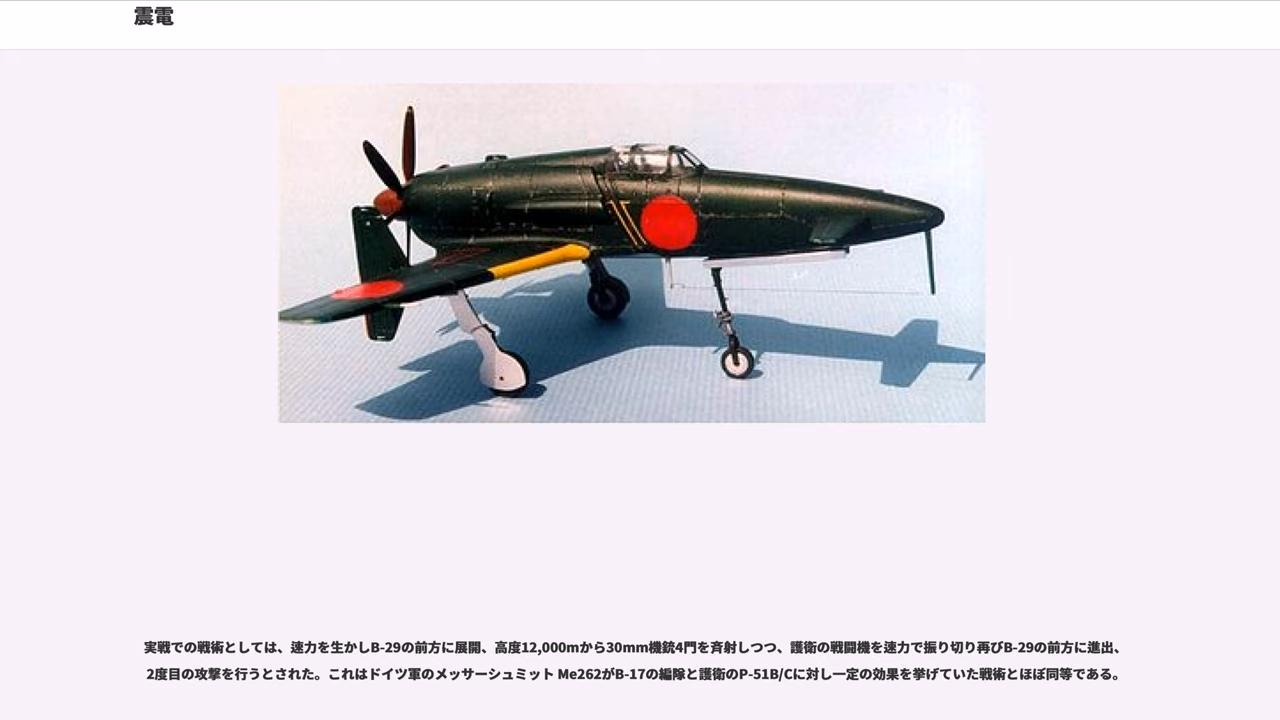 震電
実戦での戦術としては、速力を生かしB-29の前方に展開、高度12,000mから30mm機銃4門を斉射しつつ、護衛の戦闘機を速力で振り切り再びB-29の前方に進出、
2度目の攻撃を行うとされた。これはドイツ軍のメッサーシュミット Me262がB-17の編隊と護衛のP-51B/Cに対し一定の効果を挙げていた戦術とほぼ同等である。